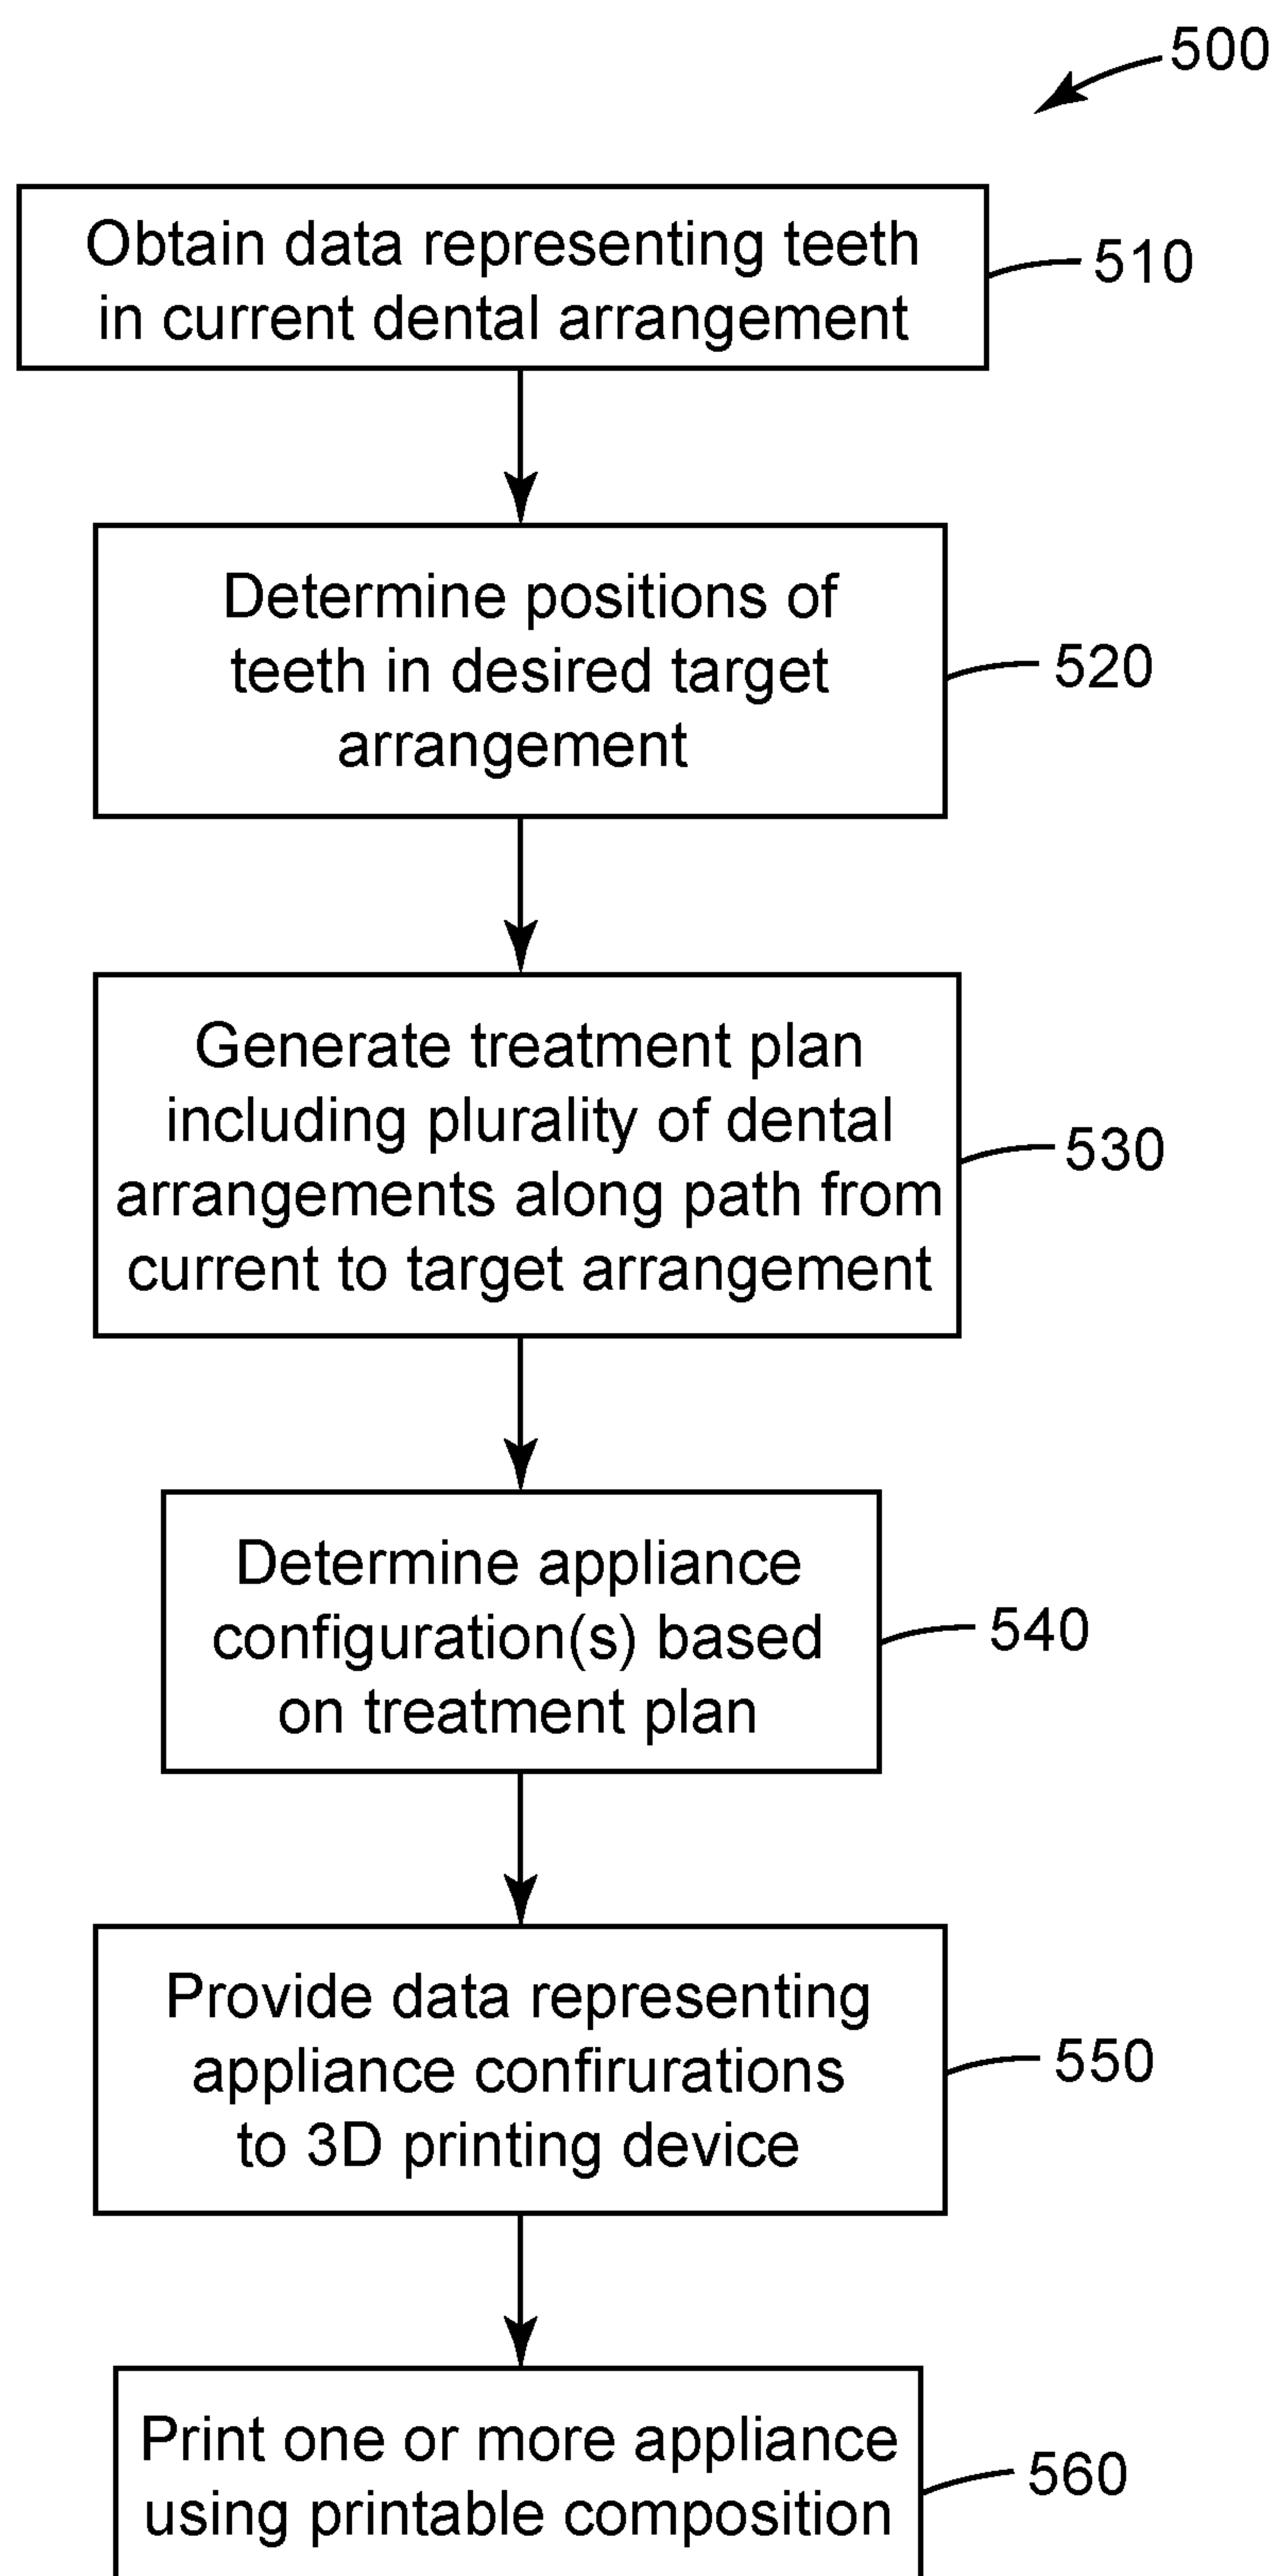 500
Obtain data representing teeth
in current dental arrangement
510
Determine positions of
teeth in desired target
arrangement
520
Generate treatment plan
including plurality of dental
arrangements along path from
current to target arrangement
530
Determine appliance
configuration(s) based
on treatment plan
540
Provide data representing
appliance confirurations
to 3D printing device
550
Print one or more appliance
using printable composition
560